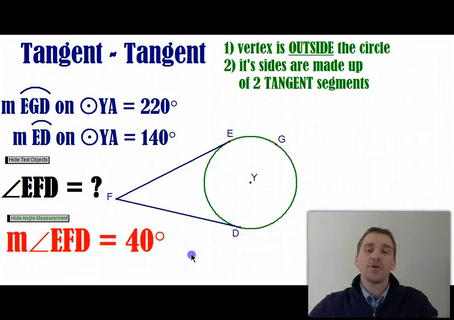 Tangent - Tangent
1) vertex is OUTSIDE the circle
2) it's sides are made up
of 2 TANGENT segments
m EGD on ⊙YA = 220°
m ED on ⊙YA = 140°
Hide Text Objects
∠EFD = ?
Hide Angle Measurement
m∠EFD = 40°
E
G
Y
F
D